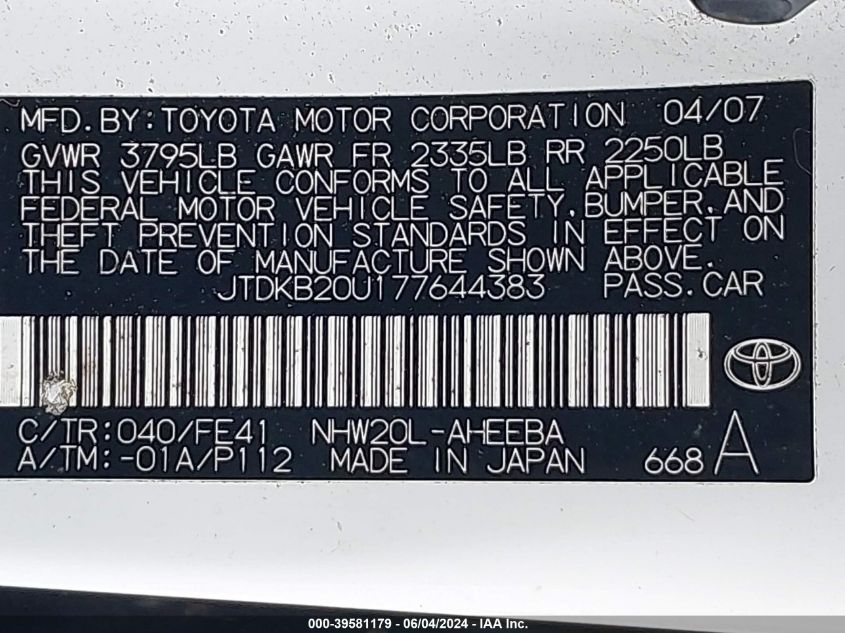 MFD.BY:TOYOTA MOTOR CORPORATION 04/07
GVWR 3795LB GAWR FR 2335LB RR 2250LB
THIS VEHICLE CONFORMS TO ALL APPLICABLE
FEDERAL MOTOR VEHICLE SAFETY,BUMPER,AND
THEFT PREVENTION STANDARDS IN EFFECT ON
THE DATE OF MANUFACTURE SHOWN ABOVE.
JTDKB20U177644383 PASS.CAR
C/TR:040/FE41 NHW20L-AHEEBA
A/TM:-01A/P112 MADE IN JAPAN 668 A
000-39581179 - 06/04/2024 - IAA Inc.